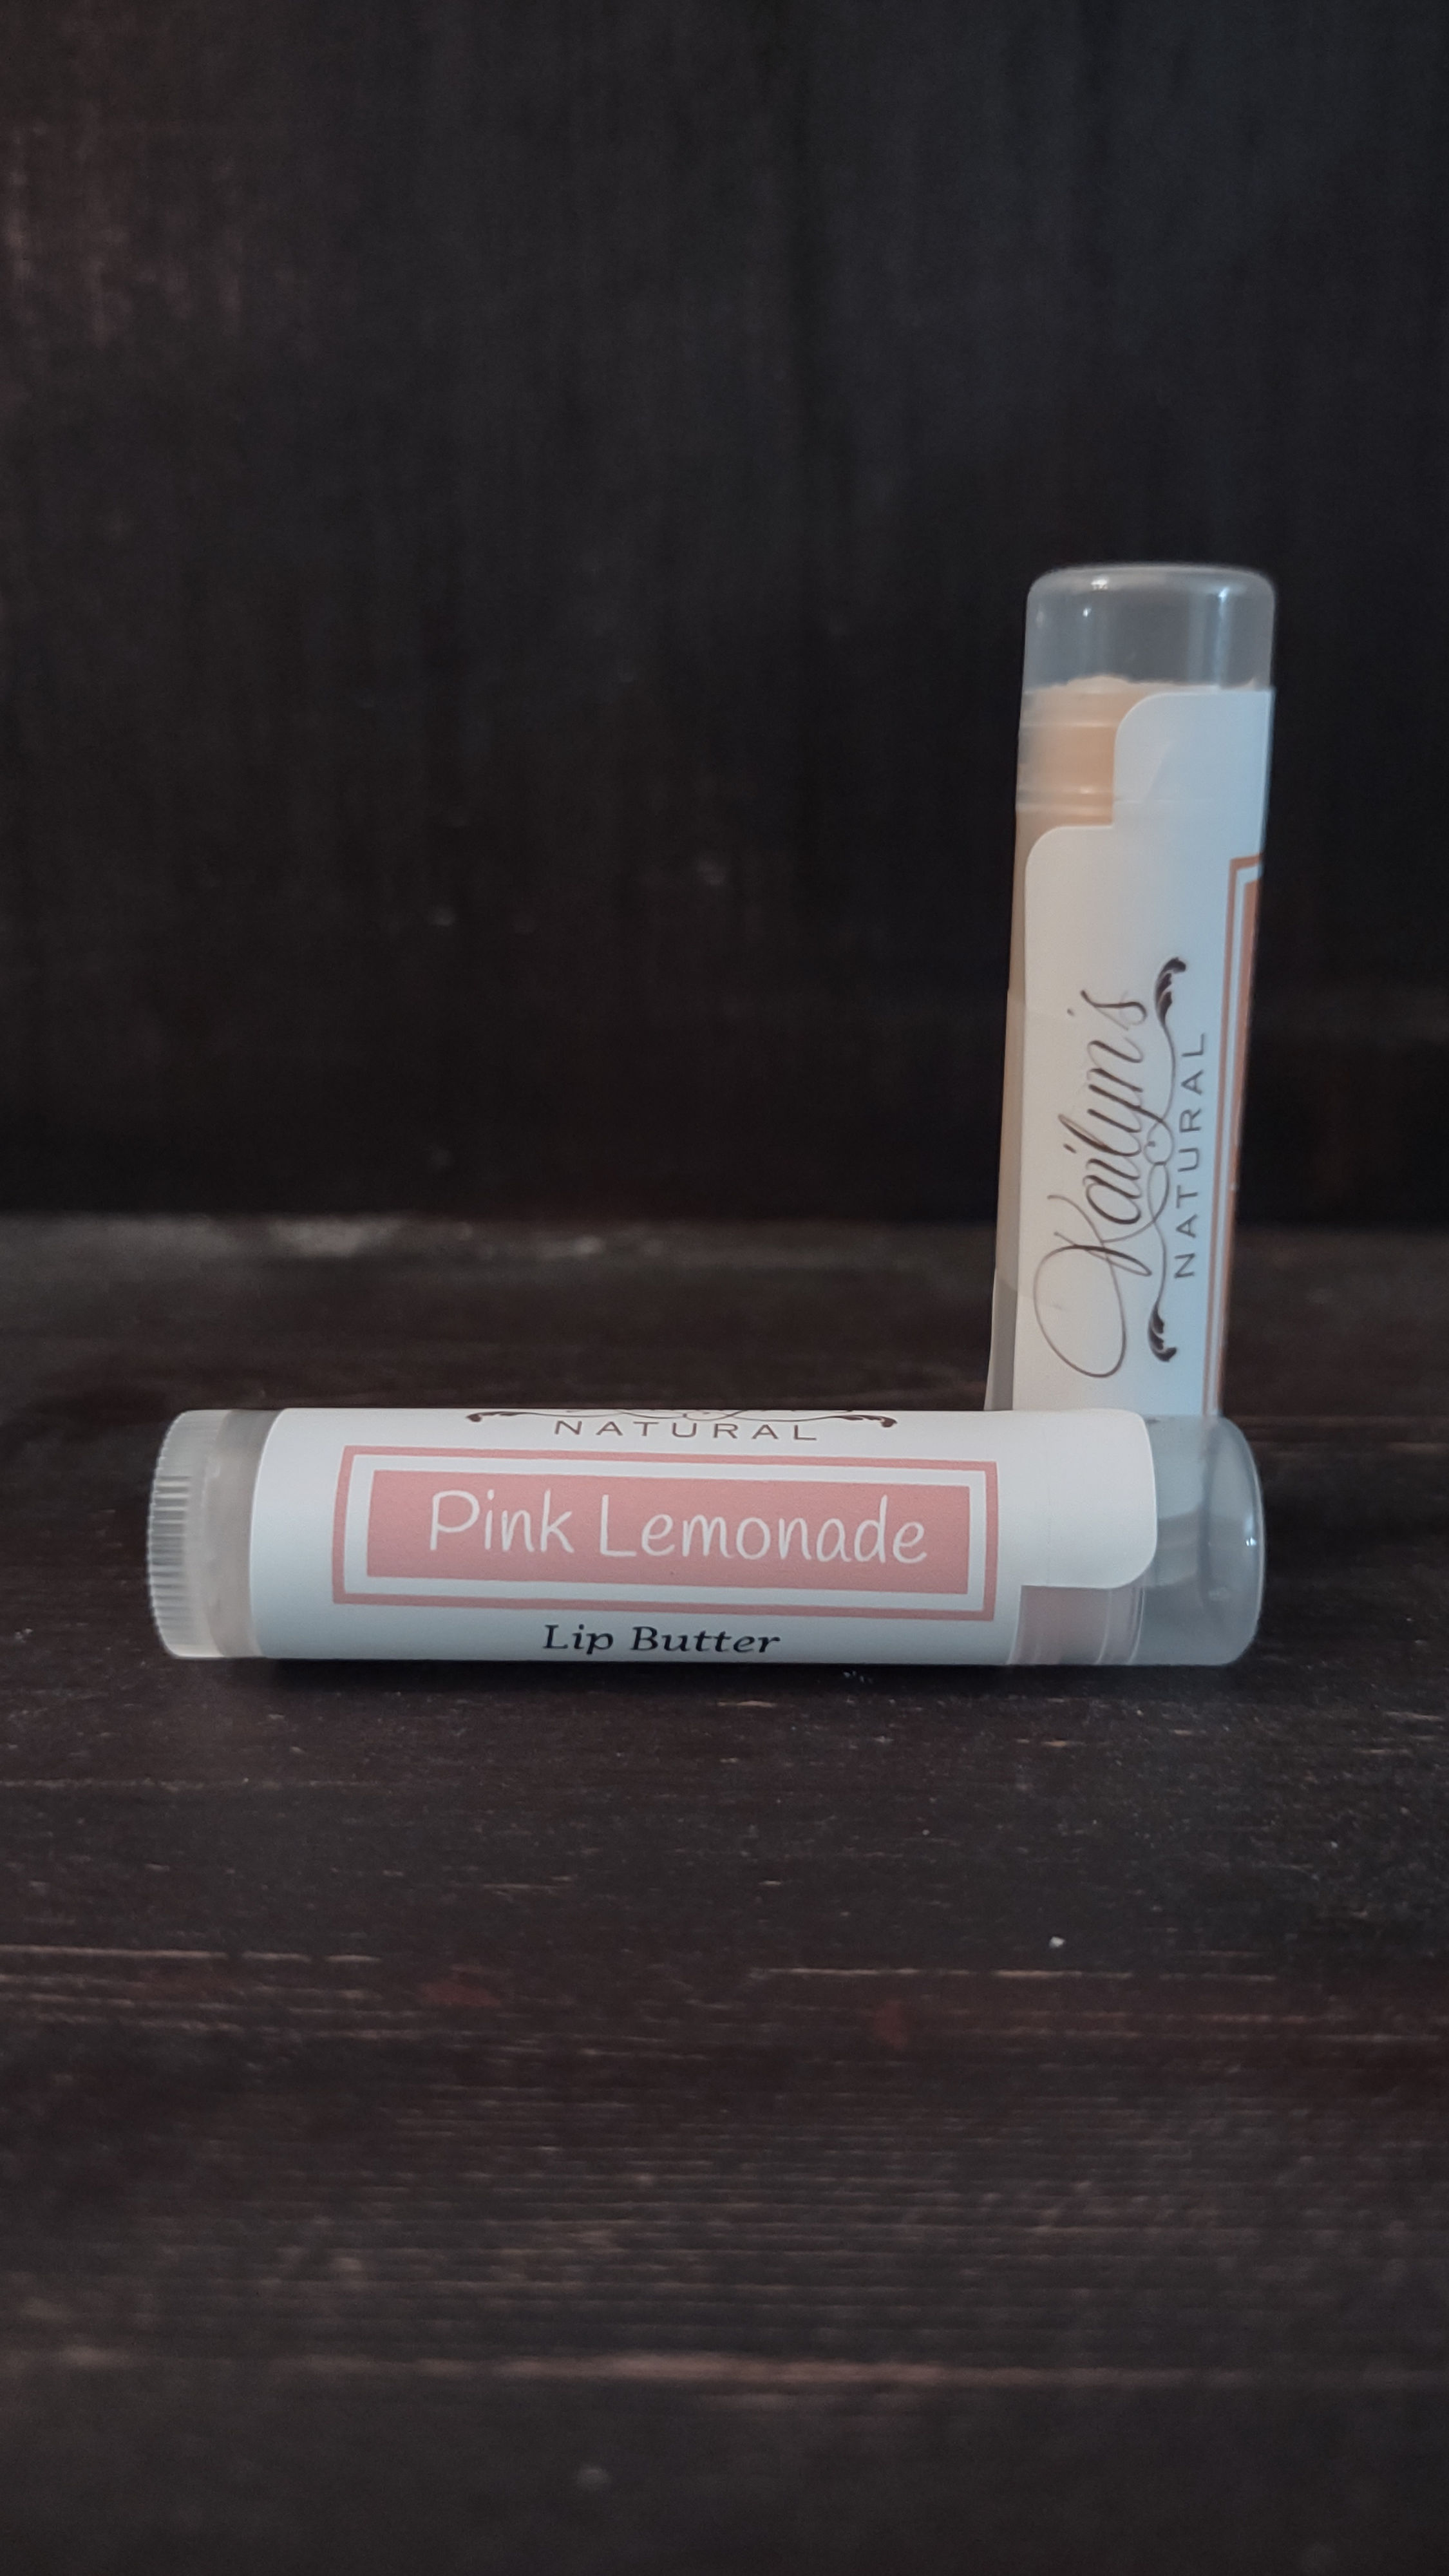 Kailyn's
NATURAL
NATURAL
Pink Lemonade
Lip Butter